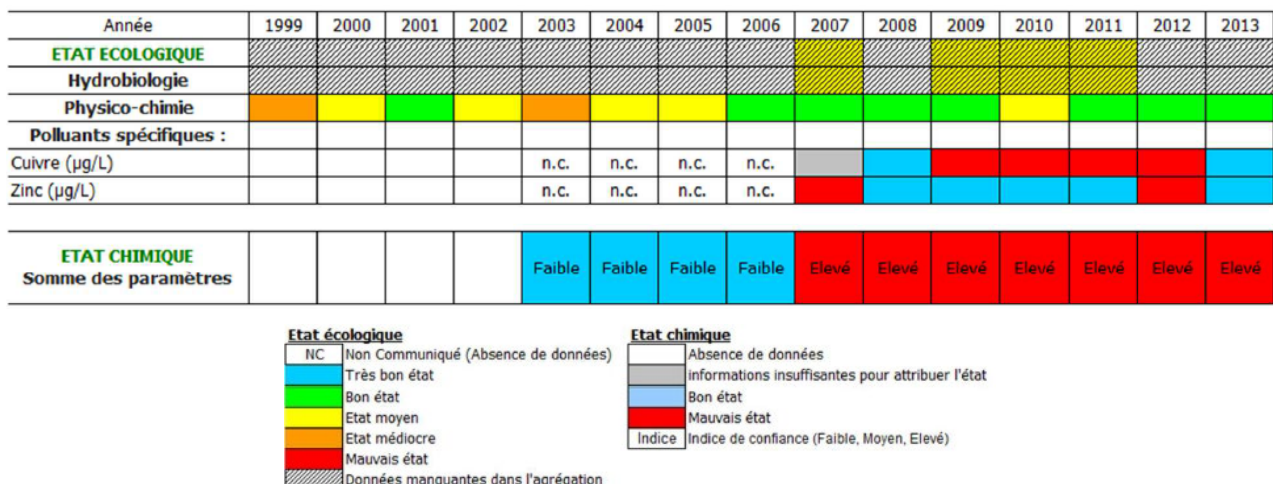 Année 1999 2000 2001 2002 2003 2004 2005 2006 2007 2008 2009 2010 2011 2012 2013
ETAT ECOLOGIQUE
Hydrobiologie
Physico-chimie
Polluants spécifiques :
Cuivre (µg/L) n.c. n.c. n.c. n.c.
Zinc (µg/L) n.c. n.c. n.c. n.c.
ETAT CHIMIQUE
Somme des paramètres Faible Faible Faible Faible Elevé Elevé Elevé Elevé Elevé Elevé Elevé
Etat écologique
NC Non Communiqué (Absence de données)
Très bon état
Bon état
Etat moyen
Etat médiocre
Mauvais état
Données manquantes dans l'agrégation
Etat chimique
Absence de données
informations insuffisantes pour attribuer l'état
Bon état
Mauvais état
Indice Indice de confiance (Faible, Moyen, Elevé)